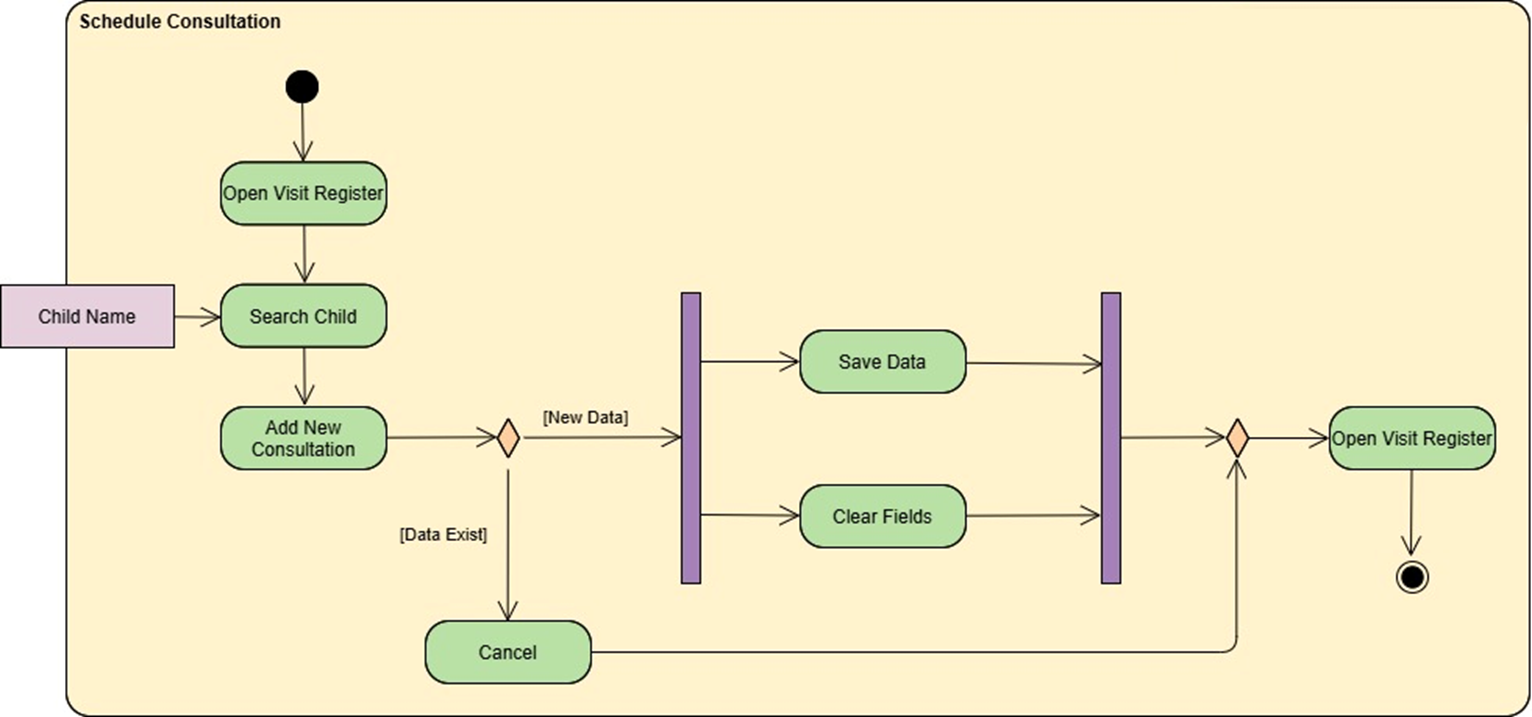 Schedule Consultation
Open Visit Register
Child Name
Search Child
Add New
Consultation
[New Data]
[Data Exist]
Save Data
Clear Fields
Cancel
Open Visit Register